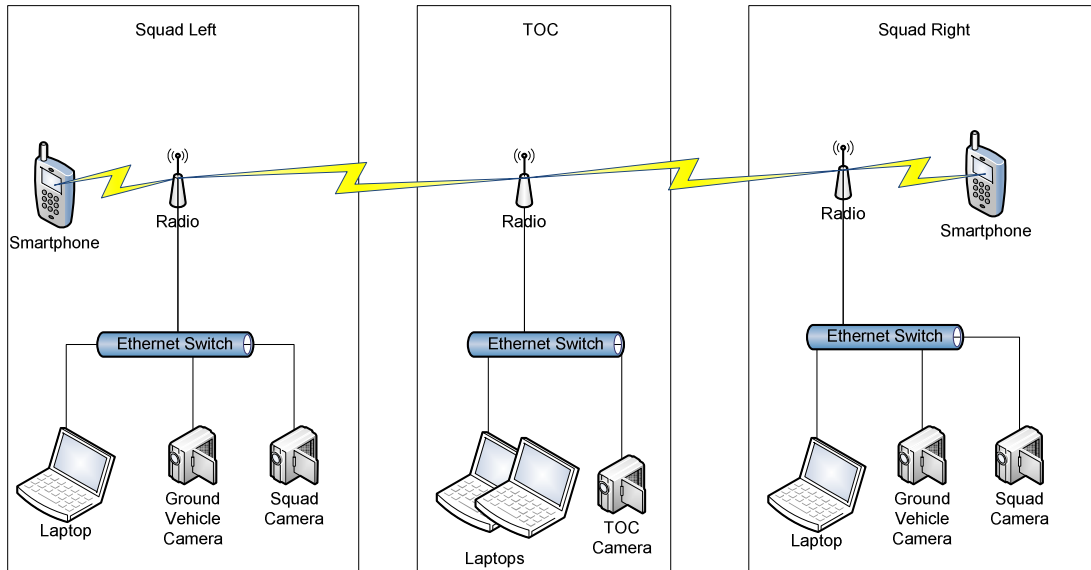 Squad Left
Smartphone
Radio
Ethernet Switch
Laptop
Ground
Vehicle
Camera
Squad
Camera
TOC
Radio
Ethernet Switch
Laptops
TOC
Camera
Squad Right
Radio
Smartphone
Ethernet Switch
Laptop
Ground
Vehicle
Camera
Squad
Camera